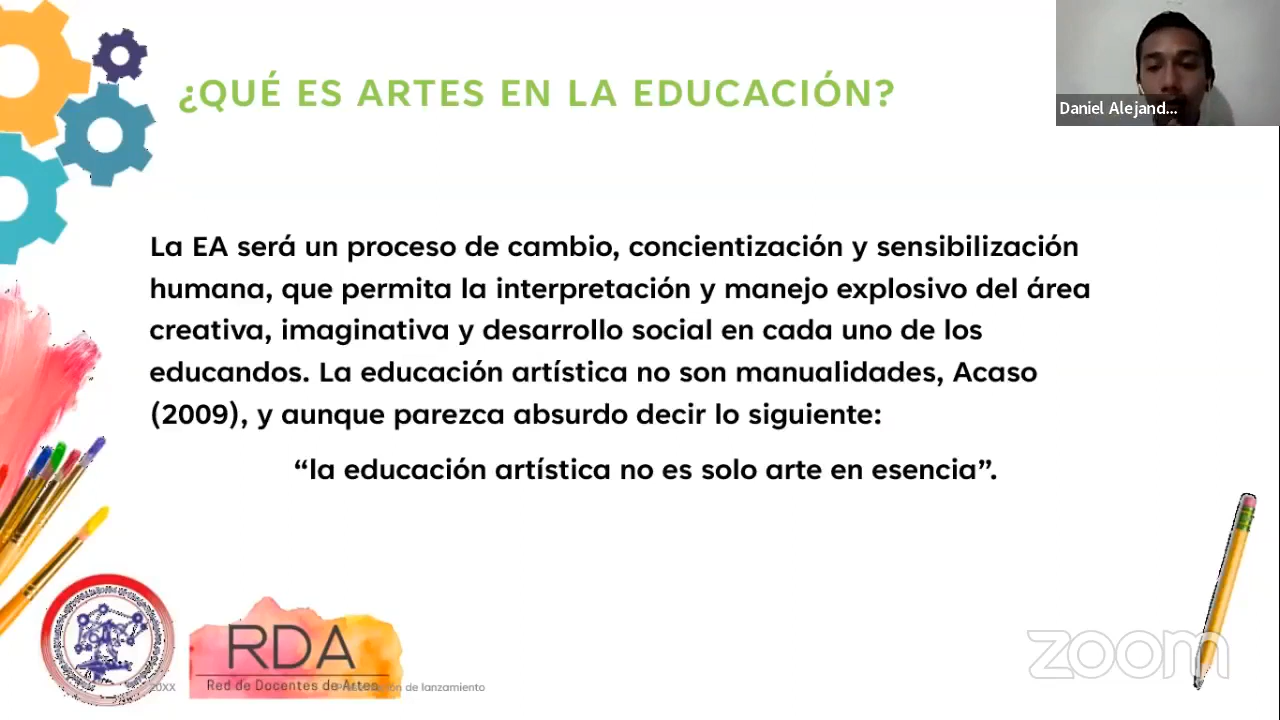 ¿QUÉ ES ARTES EN LA EDUCACIÓN?
Daniel Alejand...
La EA será un proceso de cambio, concientización y sensibilización
humana, que permita la interpretación y manejo explosivo del área
creativa, imaginativa y desarrollo social en cada uno de los
educandos. La educación artística no son manualidades, Acaso
(2009), y aunque parezca absurdo decir lo siguiente:
“la educación artística no es solo arte en esencia”.
RDA
Red de Docentes de Artes
20XX
de lanzamiento
zoom